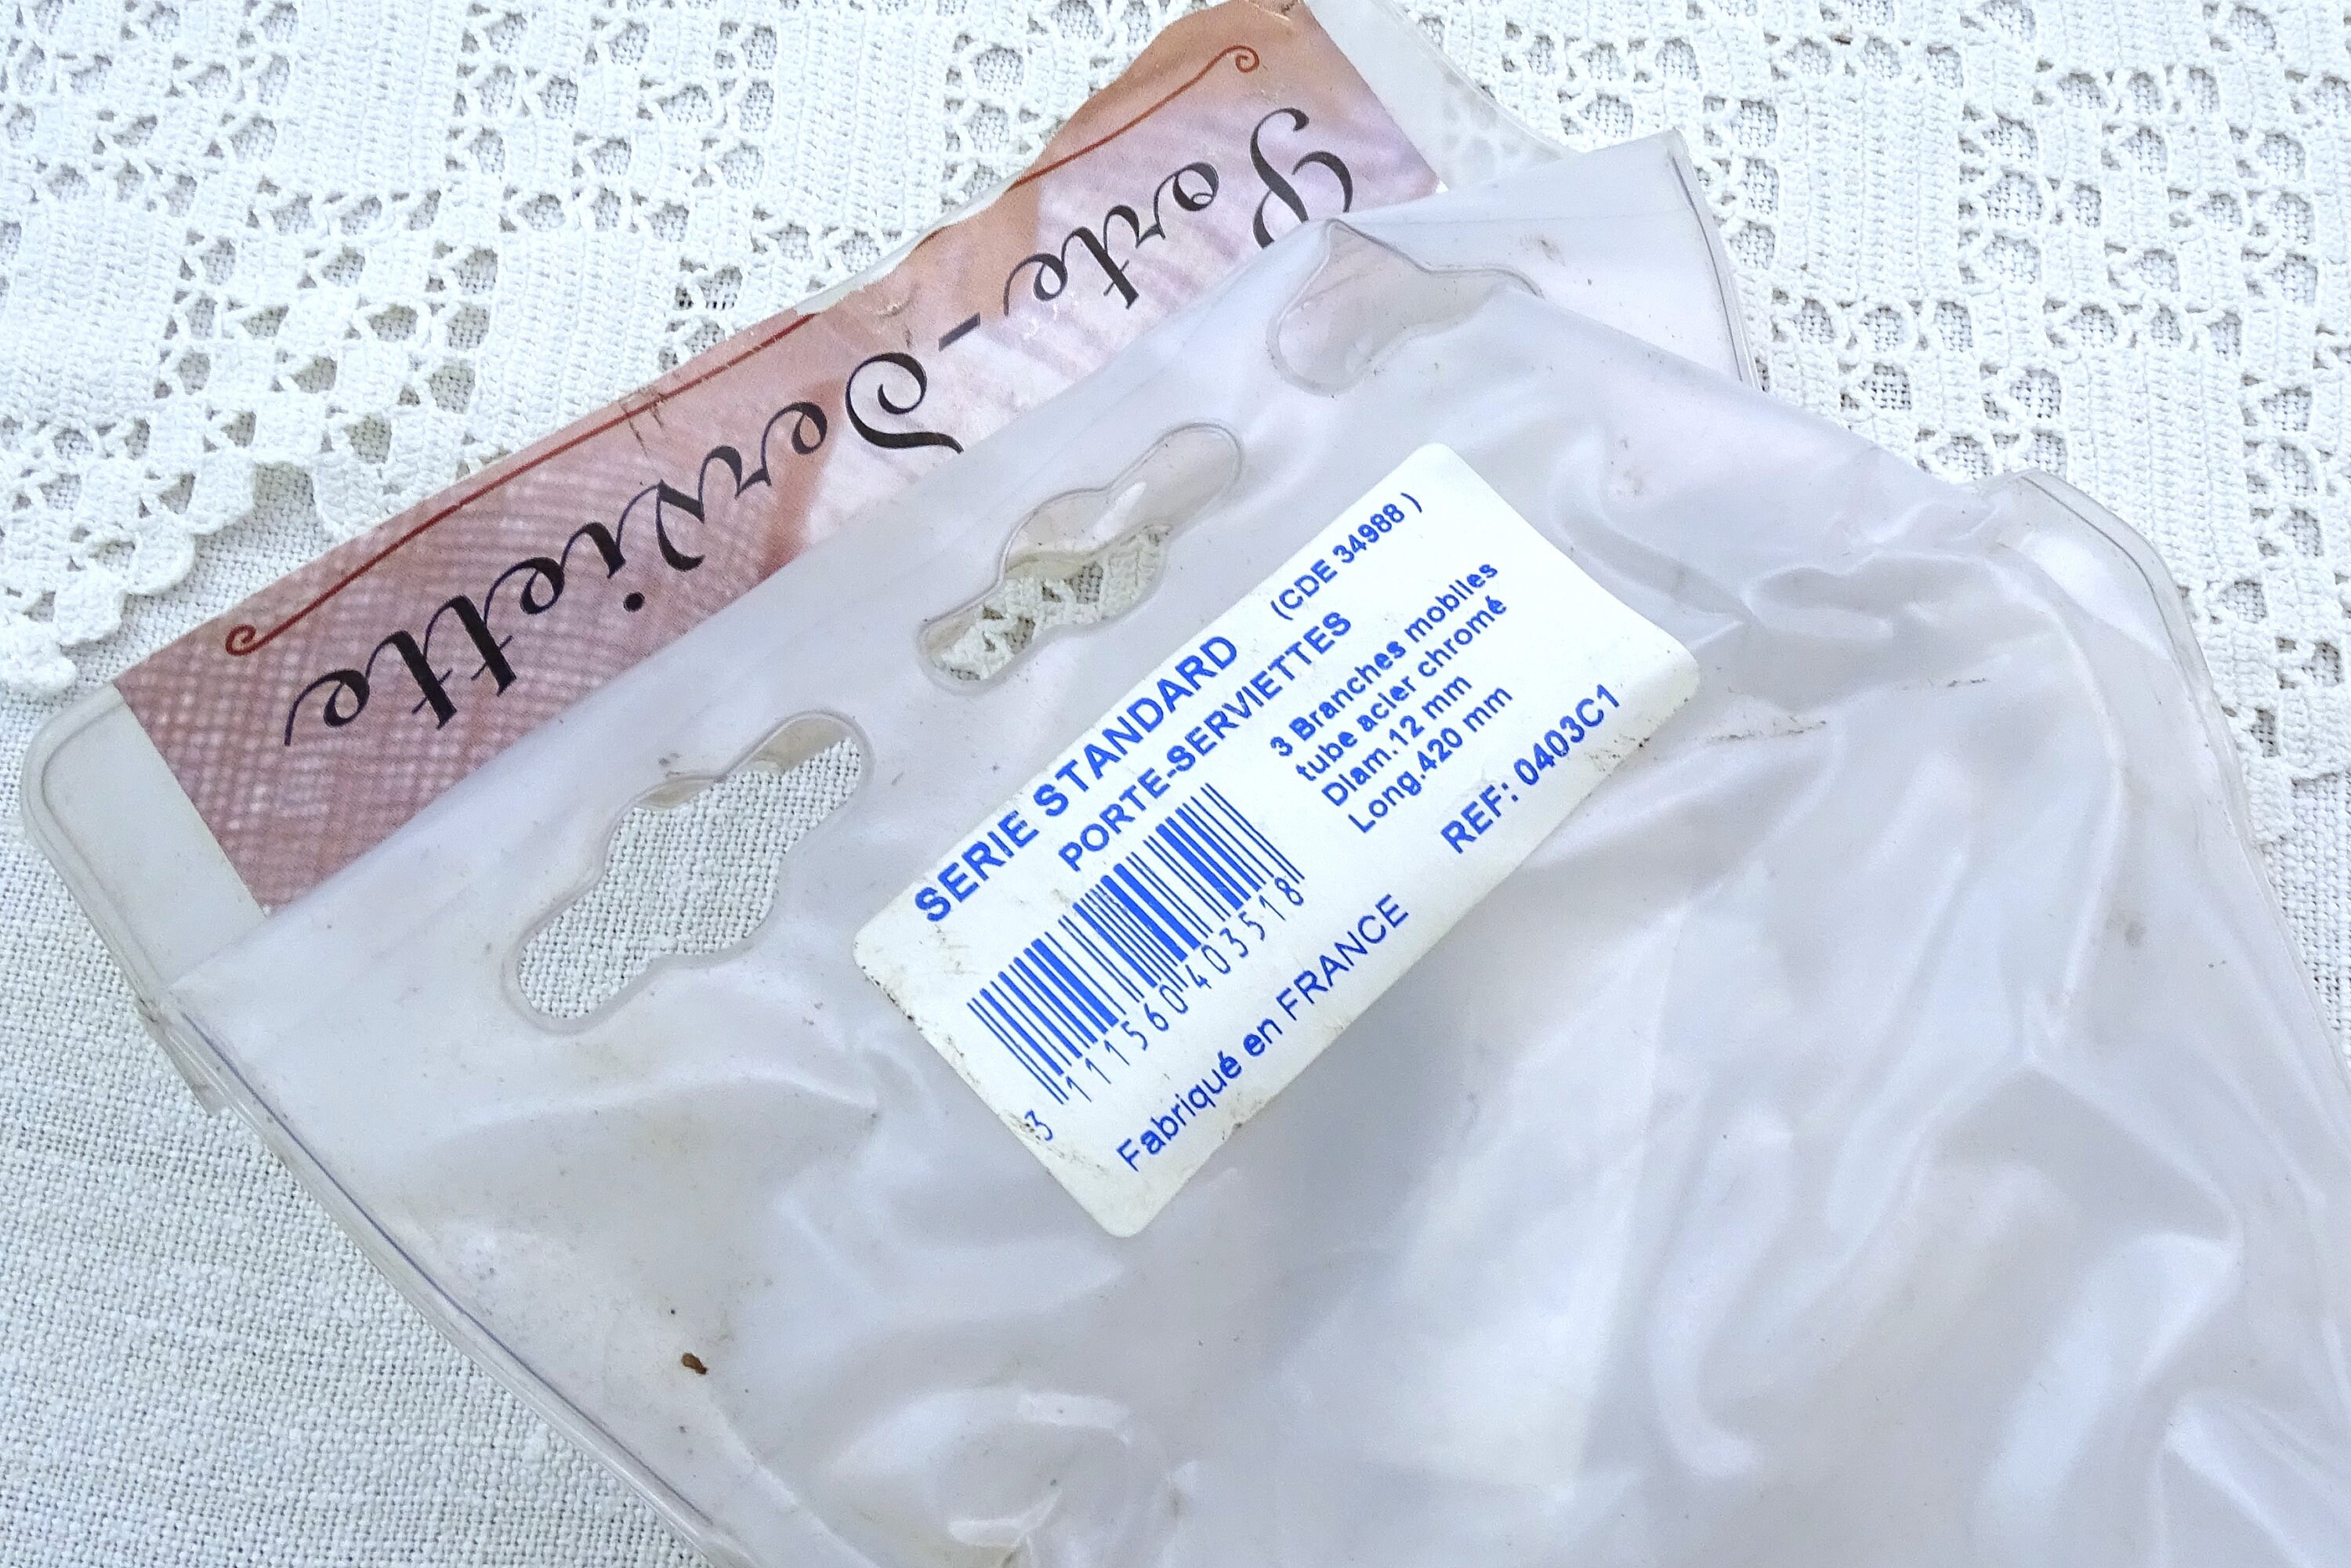 Porte-Serviette
SERIE STANDARD (CDE 34988 )
PORTE-SERVIETTES
3 Branches mobiles
tube acier chromé
Diam.12 mm
Long.420 mm
REF: 0403C1
3 111560 403518
Fabriqué en FRANCE